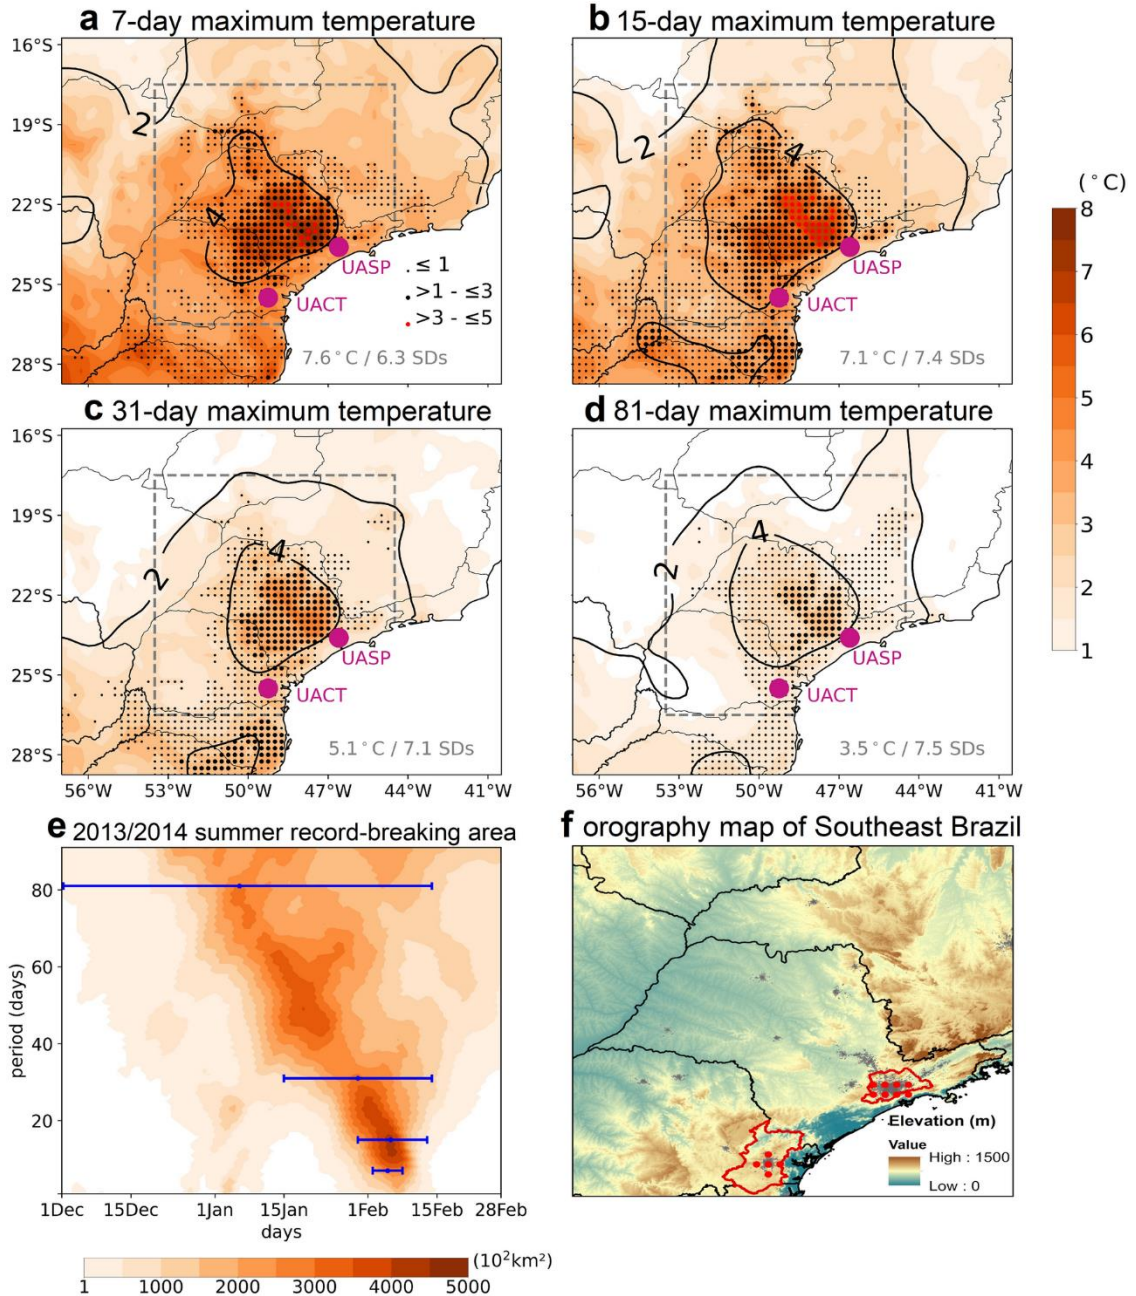 a 7-day maximum temperature
b 15-day maximum temperature
16°S
19°S
22°S
25°S
28°S
2
4
UASP
UACT
. ≤ 1
• >1 - ≤3
• >3 - ≤5
7.6°C / 6.3 SDs
2
4
UASP
UACT
7.1°C / 7.4 SDs
(°C)
8
7
6
5
4
3
2
1
c 31-day maximum temperature
d 81-day maximum temperature
16°S
19°S
22°S
25°S
28°S
2
4
UASP
UACT
5.1°C / 7.1 SDs
56°W 53°W 50°W 47°W 44°W 41°W
2
4
UASP
UACT
3.5°C / 7.5 SDs
56°W 53°W 50°W 47°W 44°W 41°W
e 2013/2014 summer record-breaking area
period (days)
80
60
40
20
1Dec 15Dec 1Jan 15Jan 1Feb 15Feb 28Feb
days
(10²km²)
1 1000 2000 3000 4000 5000
f orography map of Southeast Brazil
Elevation (m)
Value
High : 1500
Low : 0